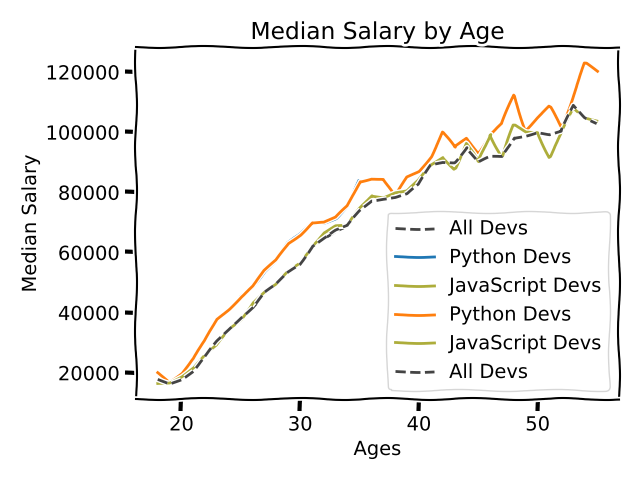 Median Salary by Age
120000
100000
80000
60000
40000
20000
Median Salary
All Devs
Python Devs
JavaScript Devs
Python Devs
JavaScript Devs
All Devs
20 30 40 50
Ages